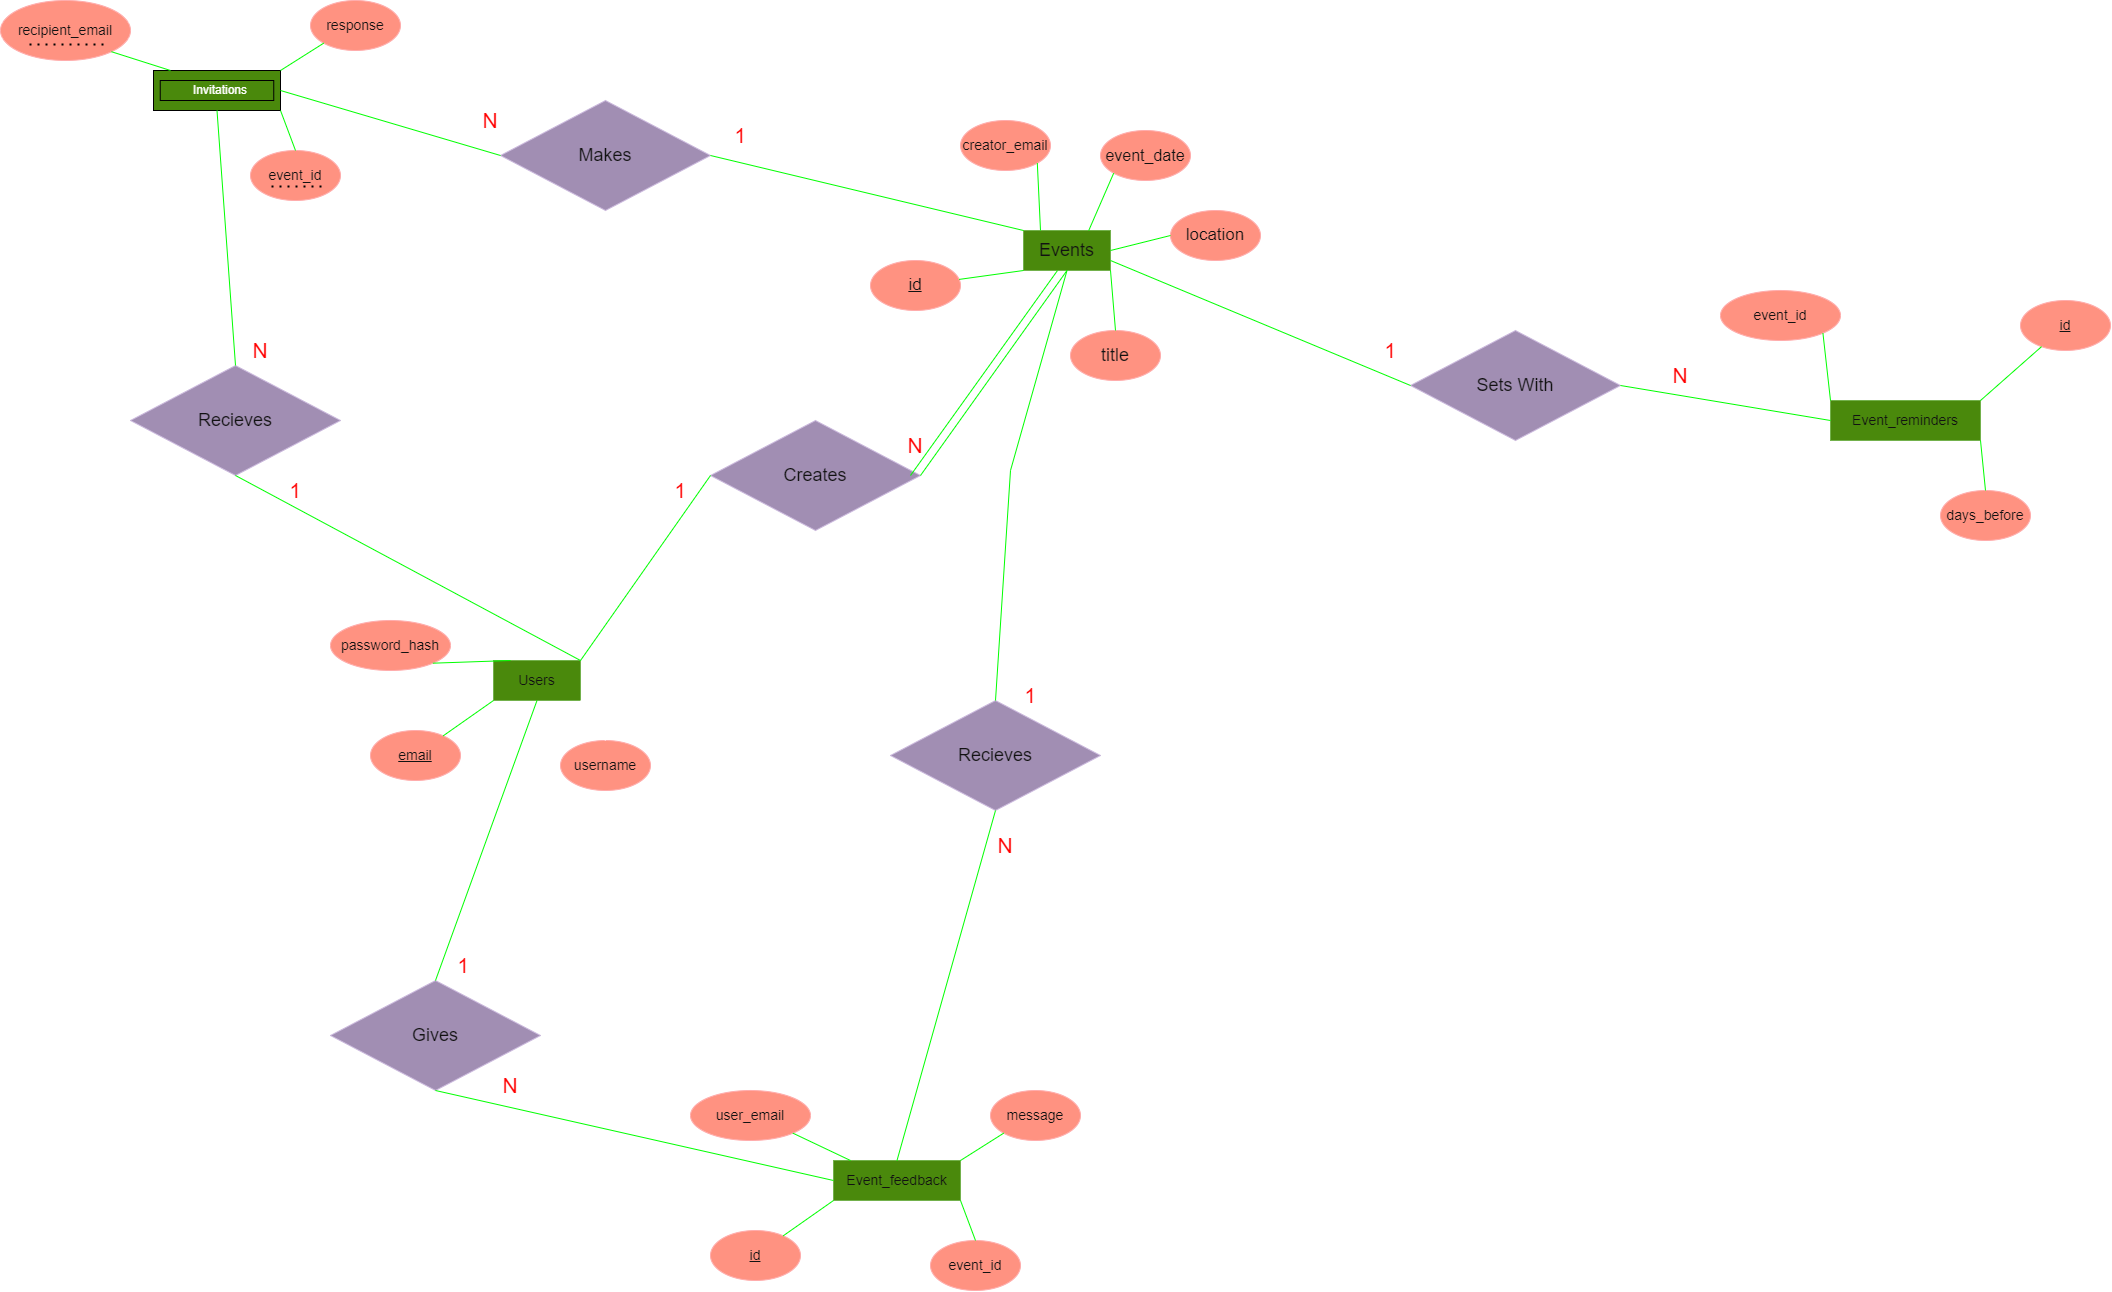 recipient_email
response
Invitations
event_id
N
Makes
1
creator_email
event_date
location
Events
id
title
event_id
id
N
1
Sets With
N
Event_reminders
days_before
Recieves
1
Creates
N
1
password_hash
Users
email
username
1
Recieves
N
1
Gives
N
user_email
message
Event_feedback
id
event_id